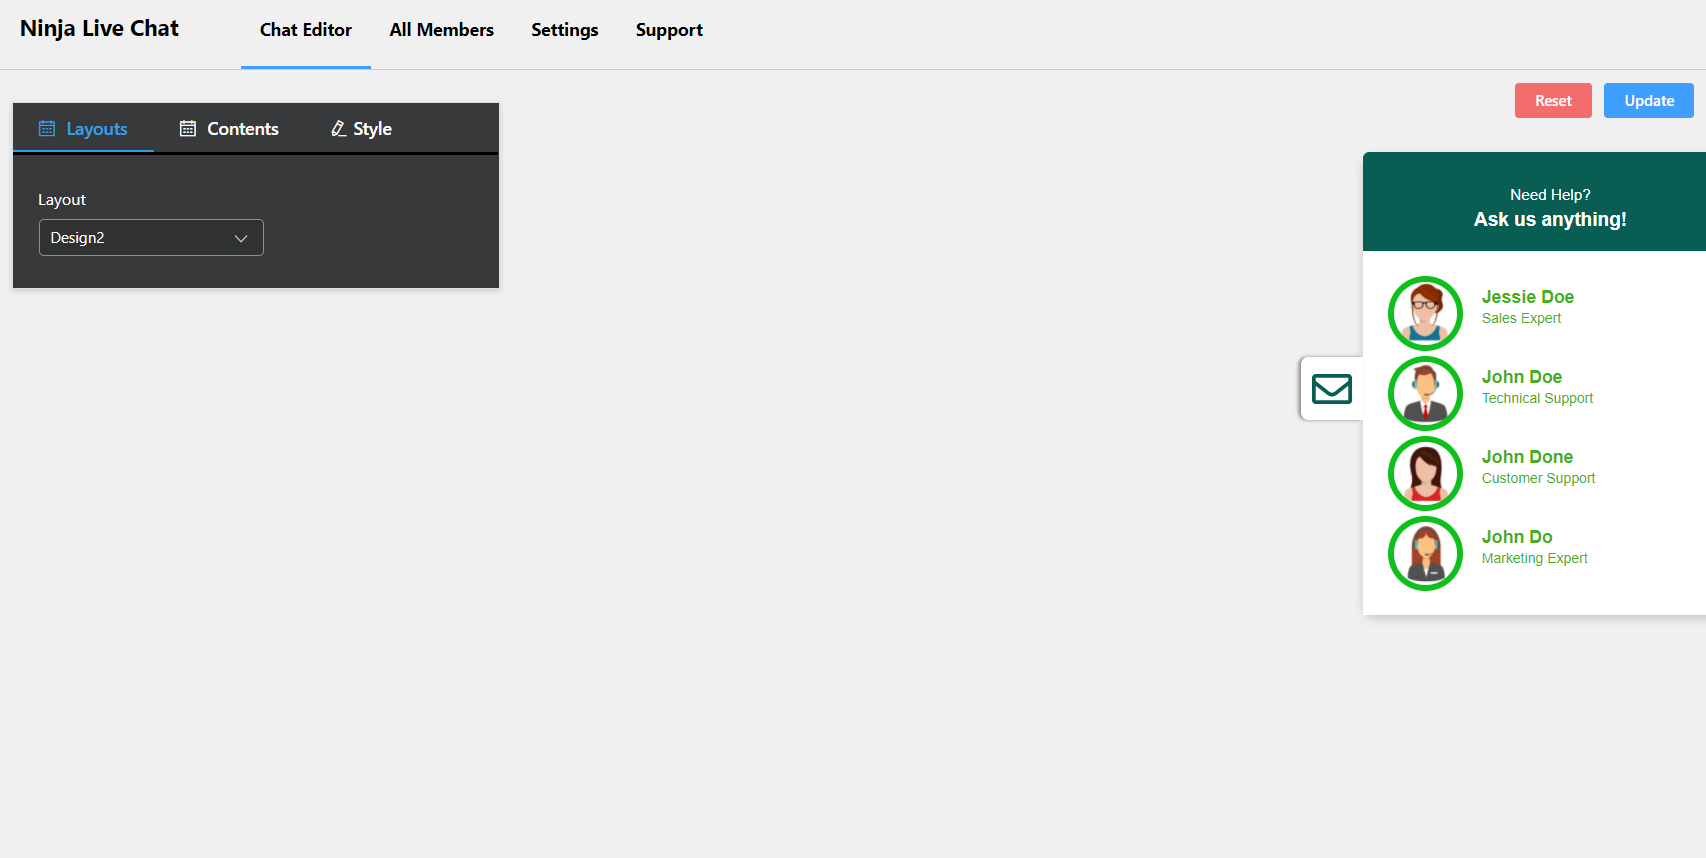 Ninja Live Chat
Chat Editor
All Members
Settings
Support
Reset
Update
Layouts
Contents
Style
Layout
Design2
Need Help?
Ask us anything!
Jessie Doe
Sales Expert
John Doe
Technical Support
John Done
Customer Support
John Do
Marketing Expert